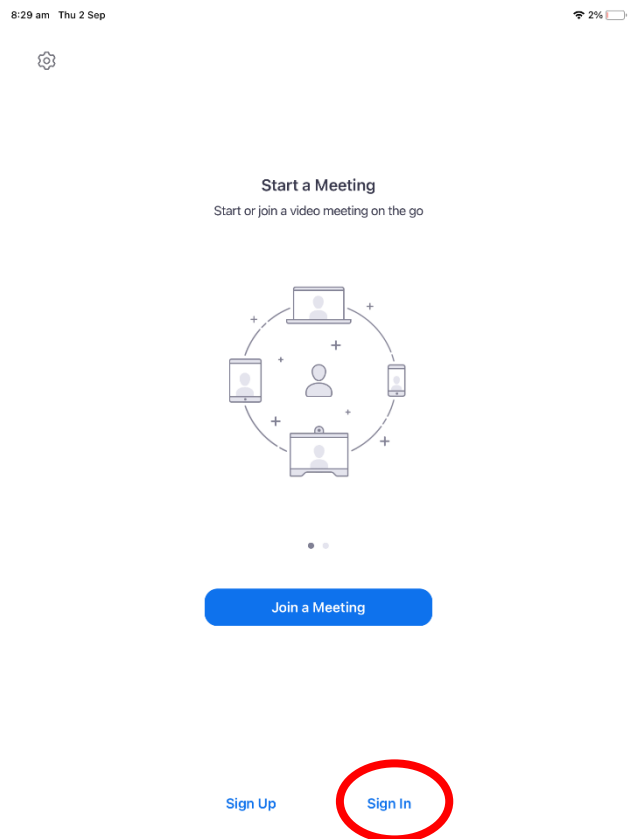 8:29 am Thu 2 Sep 2%
Start a Meeting
Start or join a video meeting on the go
Join a Meeting
Sign Up Sign In